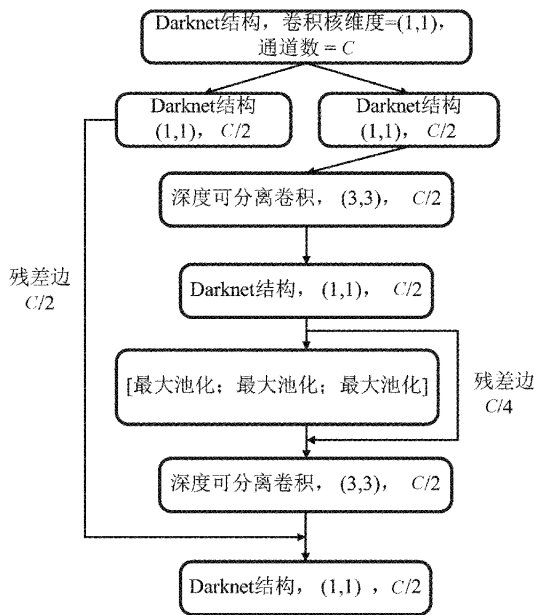 Darknet结构，卷积核维度=(1,1)，
通道数 = C
Darknet结构
(1,1)， C/2
Darknet结构
(1,1)， C/2
深度可分离卷积， (3,3)， C/2
残差边
C/2
Darknet结构， (1,1)， C/2
[最大池化；最大池化；最大池化]
残差边
C/4
深度可分离卷积， (3,3)， C/2
Darknet结构， (1,1) ，C/2